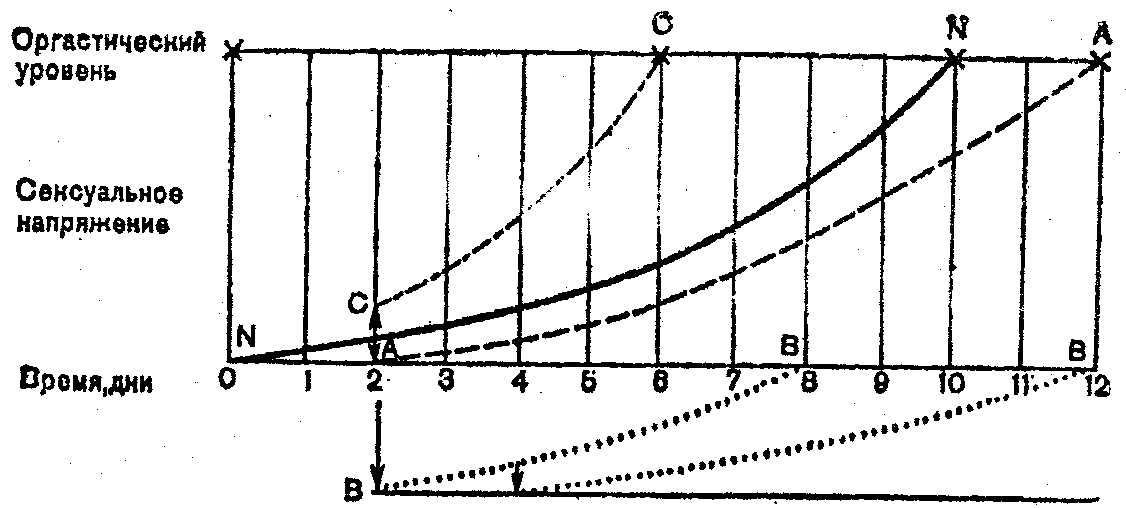 C N A
Оргастический
уровень
Сексуальное
напряжение
C
N A B B
Время,дни 0 1 2 3 4 5 6 7 8 9 10 11 12
B